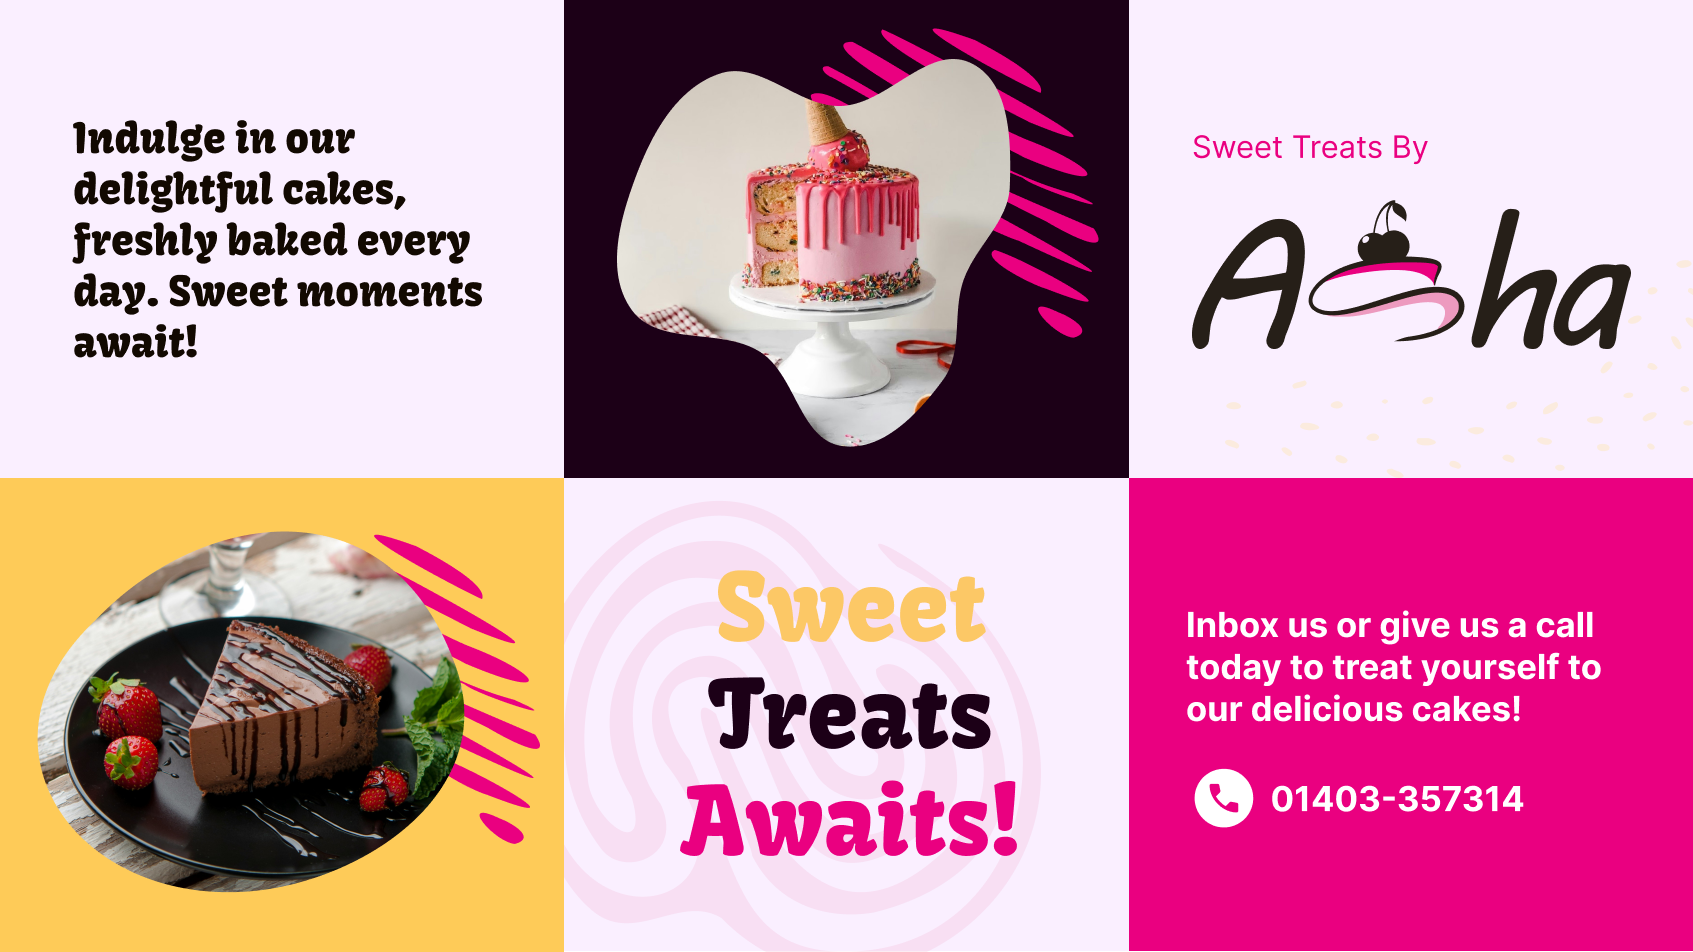 Indulge in our
delightful cakes,
freshly baked every
day. Sweet moments
await!
Sweet Treats By
Asha
Sweet
Treats
Awaits!
Inbox us or give us a call
today to treat yourself to
our delicious cakes!
01403-357314